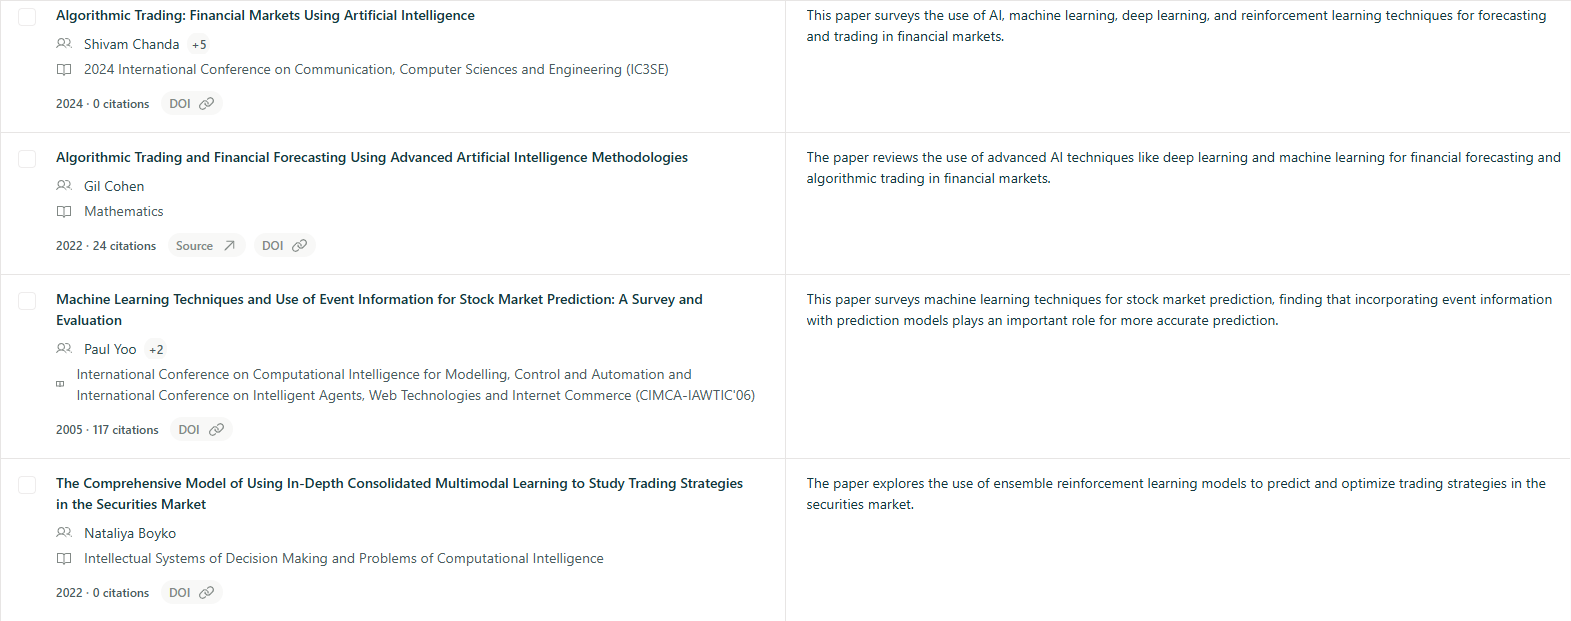 Algorithmic Trading: Financial Markets Using Artificial Intelligence
Shivam Chanda +5
2024 International Conference on Communication, Computer Sciences and Engineering (IC3SE)
2024 · 0 citations DOI
This paper surveys the use of AI, machine learning, deep learning, and reinforcement learning techniques for forecasting
and trading in financial markets.
Algorithmic Trading and Financial Forecasting Using Advanced Artificial Intelligence Methodologies
Gil Cohen
Mathematics
2022 · 24 citations Source DOI
The paper reviews the use of advanced AI techniques like deep learning and machine learning for financial forecasting and
algorithmic trading in financial markets.
Machine Learning Techniques and Use of Event Information for Stock Market Prediction: A Survey and
Evaluation
Paul Yoo +2
International Conference on Computational Intelligence for Modelling, Control and Automation and
International Conference on Intelligent Agents, Web Technologies and Internet Commerce (CIMCA-IAWTIC'06)
2005 · 117 citations DOI
This paper surveys machine learning techniques for stock market prediction, finding that incorporating event information
with prediction models plays an important role for more accurate prediction.
The Comprehensive Model of Using In-Depth Consolidated Multimodal Learning to Study Trading Strategies
in the Securities Market
Nataliya Boyko
Intellectual Systems of Decision Making and Problems of Computational Intelligence
2022 · 0 citations DOI
The paper explores the use of ensemble reinforcement learning models to predict and optimize trading strategies in the
securities market.